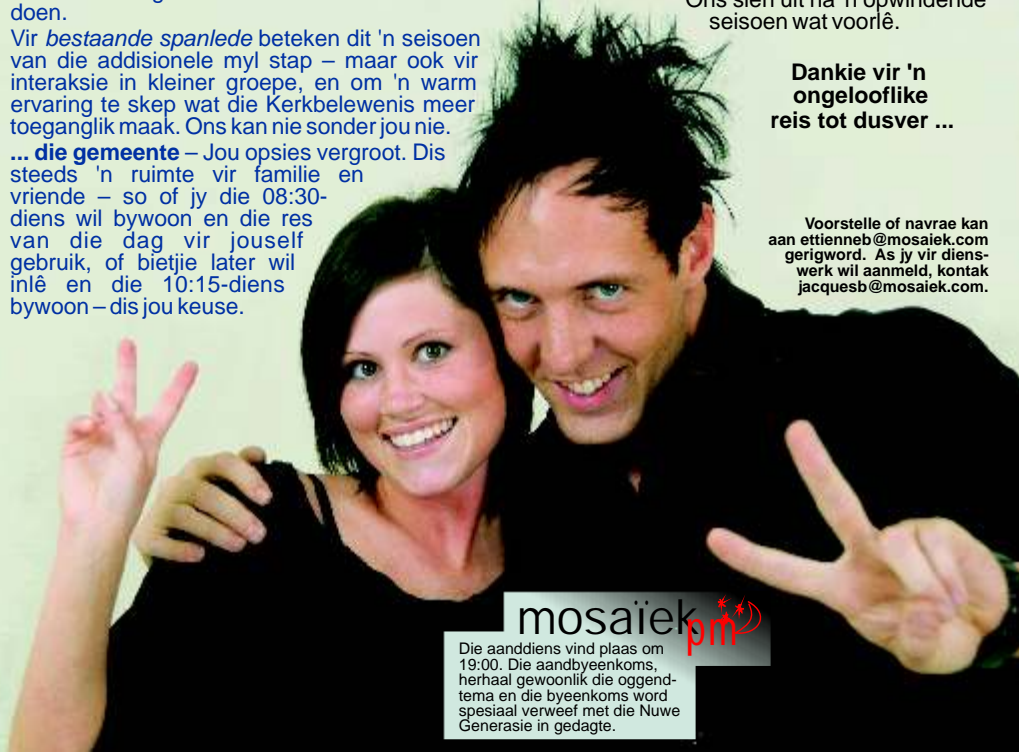 doen.
Vir bestaande spanlede beteken dit 'n seisoen
van die addisionele myl stap – maar ook vir
interaksie in kleiner groepe, en om 'n warm
ervaring te skep wat die Kerkbelewenis meer
toeganglik maak. Ons kan nie sonder jou nie.
... die gemeente – Jou opsies vergroot. Dis
steeds 'n ruimte vir familie en
vriende – so of jy die 08:30-
diens wil bywoon en die res
van die dag vir jouself
gebruik, of bietjie later wil
inlê en die 10:15-diens
bywoon – dis jou keuse.
Ons sien uit na 'n opwindende
seisoen wat voorlê.
Dankie vir 'n
ongelooflike
reis tot dusver ...
Voorstelle of navrae kan
aan ettienneb@mosaiek.com
gerigword. As jy vir diens-
werk wil aanmeld, kontak
jacquesb@mosaiek.com.
mosaïek pm
Die aanddiens vind plaas om
19:00. Die aandbyeenkoms,
herhaal gewoonlik die oggend-
tema en die byeenkoms word
spesiaal verweef met die Nuwe
Generasie in gedagte.